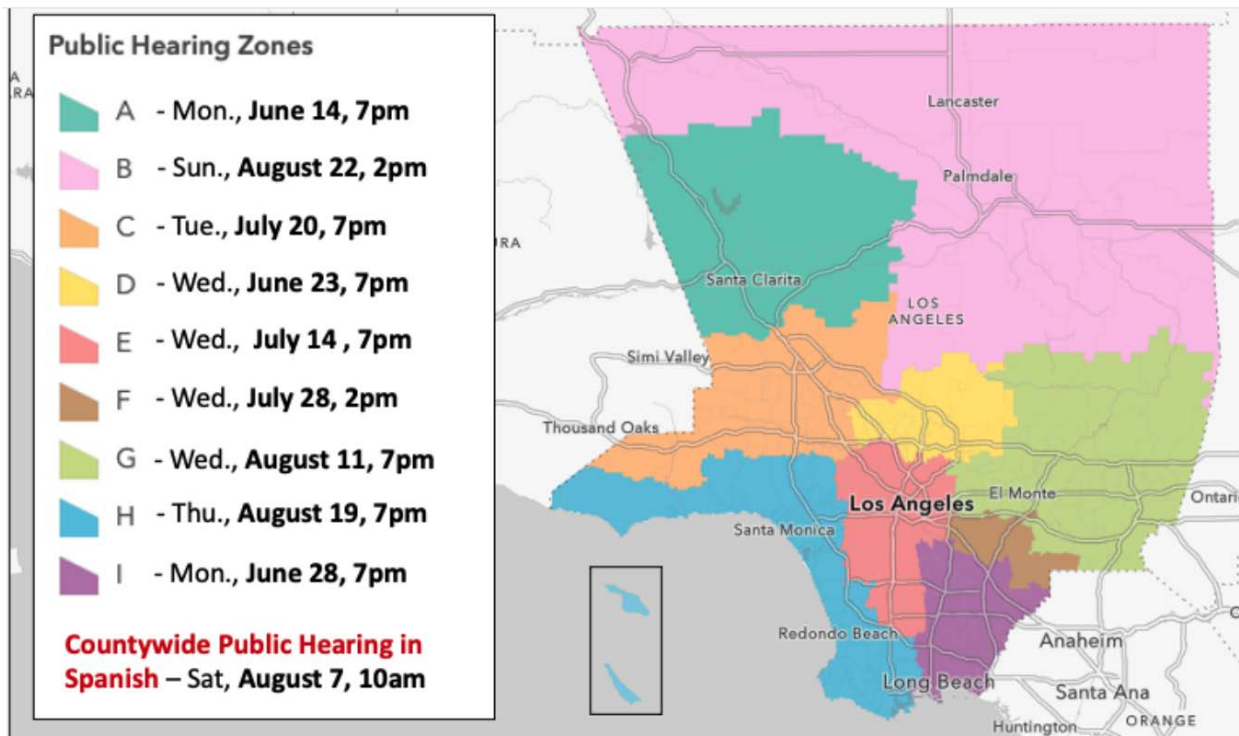 Public Hearing Zones
A - Mon., June 14, 7pm
B - Sun., August 22, 2pm
C - Tue., July 20, 7pm
D - Wed., June 23, 7pm
E - Wed., July 14 , 7pm
F - Wed., July 28, 2pm
G - Wed., August 11, 7pm
H - Thu., August 19, 7pm
I - Mon., June 28, 7pm
Countywide Public Hearing in
Spanish – Sat, August 7, 10am
Lancaster
Palmdale
Santa Clarita
LOS
ANGELES
Simi Valley
Thousand Oaks
Los Angeles
El Monte
Santa Monica
Redondo Beach
Long Beach
Anaheim
Santa Ana
Huntington
ORANGE